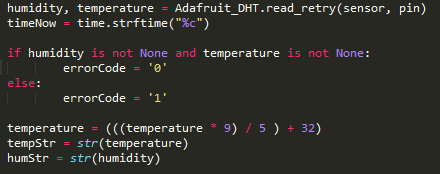 humidity, temperature = Adafruit_DHT.read_retry(sensor, pin)
timeNow = time.strftime("%c")
if humidity is not None and temperature is not None:
errorCode = '0'
else:
errorCode = '1'
temperature = (((temperature * 9) / 5 ) + 32)
tempStr = str(temperature)
humStr = str(humidity)